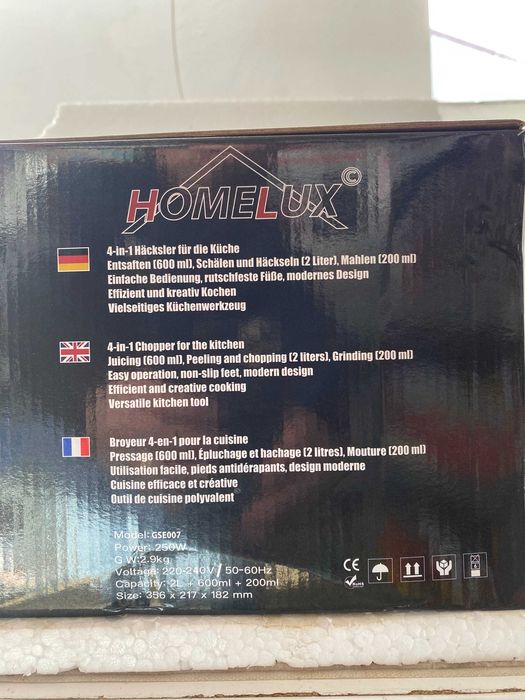 HOMELUX ©
4-in-1 Häcksler für die Küche
Entsaften (600 ml), Schälen und Häckseln (2 Liter), Mahlen (200 ml)
Einfache Bedienung, rutschfeste Füße, modernes Design
Effizient und kreativ Kochen
Vielseitiges Küchenwerkzeug
4-in-1 Chopper for the kitchen
Juicing (600 ml), Peeling and chopping (2 liters), Grinding (200 ml)
Easy operation, non-slip feet, modern design
Efficient and creative cooking
Versatile kitchen tool
Broyeur 4-en-1 pour la cuisine
Pressage (600 ml), Épluchage et hachage (2 litres), Mouture (200 ml)
Utilisation facile, pieds antidérapants, design moderne
Cuisine efficace et créative
Outil de cuisine polyvalent
Model: GSE007
Power: 250W
G W:2.9kg
Voltage: 220-240V / 50-60Hz
Capacity: 2L + 600ml + 200ml
Size: 356 x 217 x 182 mm
CE
RoHS